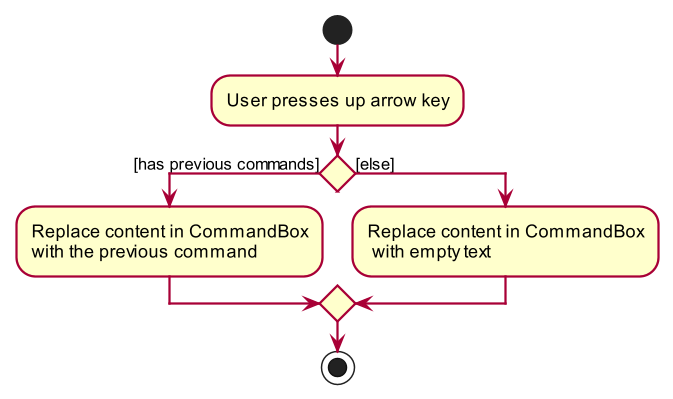 User presses up arrow key
[has previous commands]
[else]
Replace content in CommandBox
with the previous command
Replace content in CommandBox
with empty text